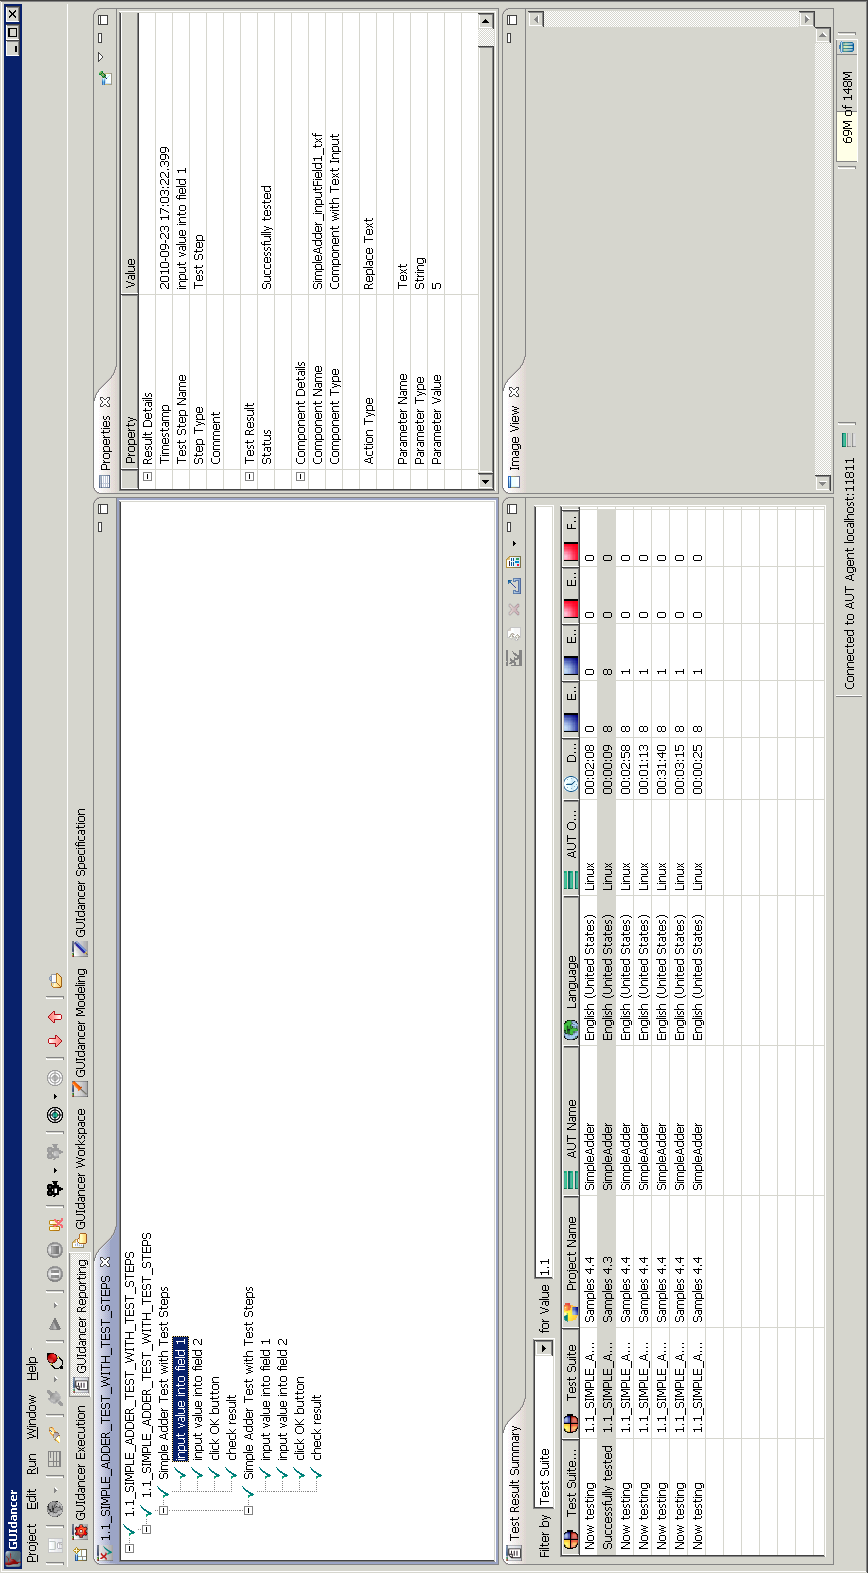 GUIdancer
Project Edit Run Window Help
GUIdancer Execution GUIdancer Reporting GUIdancer Workspace GUIdancer Modeling GUIdancer Specification
1.1_SIMPLE_ADDER_TEST_WITH_TEST_STEPS
1.1_SIMPLE_ADDER_TEST_WITH_TEST_STEPS
1.1_SIMPLE_ADDER_TEST_WITH_TEST_STEPS
Simple Adder Test with Test Steps
input value into field 1
input value into field 2
click OK button
check result
Simple Adder Test with Test Steps
input value into field 1
input value into field 2
click OK button
check result
Properties
Property Value
Result Details
Timestamp 2010-09-23 17:03:22.399
Test Step Name input value into field 1
Step Type Test Step
Comment
Test Result
Status Successfully tested
Component Details
Component Name SimpleAdder_inputField1_txf
Component Type Component with Text Input
Action Type Replace Text
Parameter Name Text
Parameter Type String
Parameter Value 5
Test Result Summary
Filter by Test Suite for Value 1.1
Test Suite... Test Suite Project Name AUT Name Language AUT O... D... E... E... E... F...
Now testing 1.1_SIMPLE_A... Samples 4.4 SimpleAdder English (United States) Linux 00:02:08 0 0 0 0
Successfully tested 1.1_SIMPLE_A... Samples 4.3 SimpleAdder English (United States) Linux 00:00:09 8 8 0 0
Now testing 1.1_SIMPLE_A... Samples 4.4 SimpleAdder English (United States) Linux 00:02:58 8 1 0 0
Now testing 1.1_SIMPLE_A... Samples 4.4 SimpleAdder English (United States) Linux 00:01:13 8 1 0 0
Now testing 1.1_SIMPLE_A... Samples 4.4 SimpleAdder English (United States) Linux 00:31:40 8 1 0 0
Now testing 1.1_SIMPLE_A... Samples 4.4 SimpleAdder English (United States) Linux 00:03:15 8 1 0 0
Now testing 1.1_SIMPLE_A... Samples 4.4 SimpleAdder English (United States) Linux 00:00:25 8 1 0 0
Image View
Connected to AUT Agent localhost:11811
69M of 148M